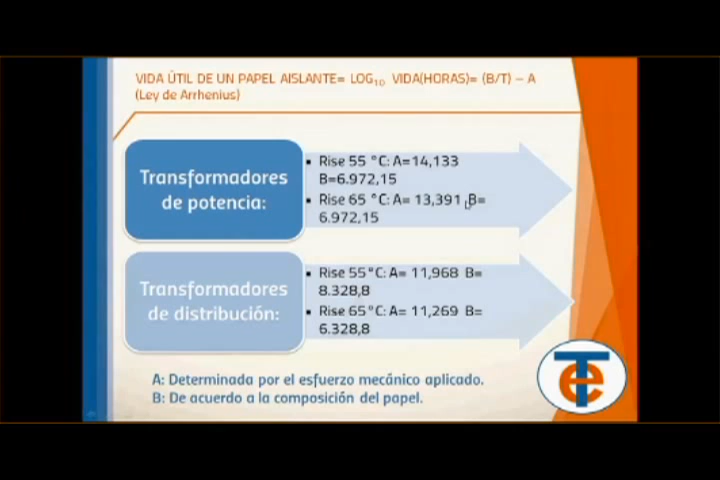 VIDA ÚTIL DE UN PAPEL AISLANTE= LOG₁₀ VIDA(HORAS)= (B/T) – A
(Ley de Arrhenius)
Transformadores
de potencia:
▪ Rise 55 °C: A=14,133
B=6.972,15
▪ Rise 65 °C: A= 13,391 B=
6.972,15
Transformadores
de distribución:
▪ Rise 55°C: A= 11,968 B=
8.328,8
▪ Rise 65°C: A= 11,269 B=
6.328,8
A: Determinada por el esfuerzo mecánico aplicado.
B: De acuerdo a la composición del papel.
Te